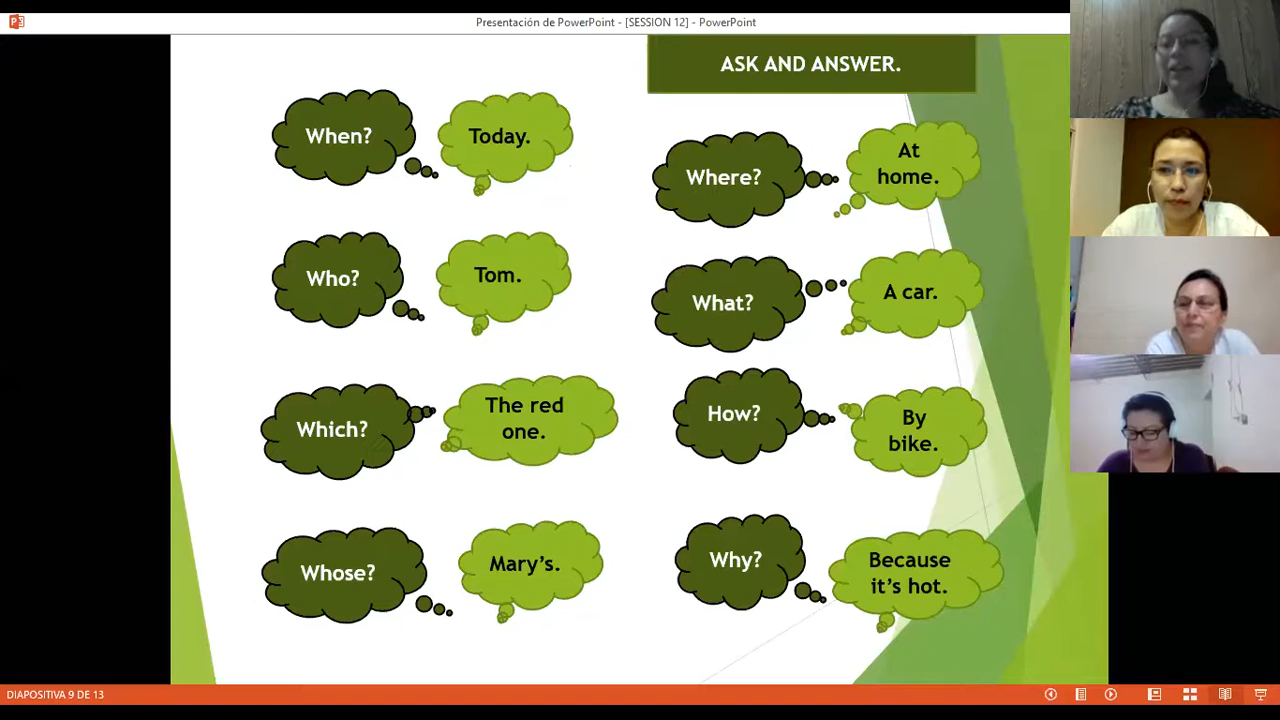 Presentación de PowerPoint - [SESSION 12] - PowerPoint
ASK AND ANSWER.
When?
Today.
Where?
At
home.
Who?
Tom.
What?
A car.
Which?
The red
one.
How?
By
bike.
Whose?
Mary's.
Why?
Because
it's hot.
DIAPOSITIVA 9 DE 13